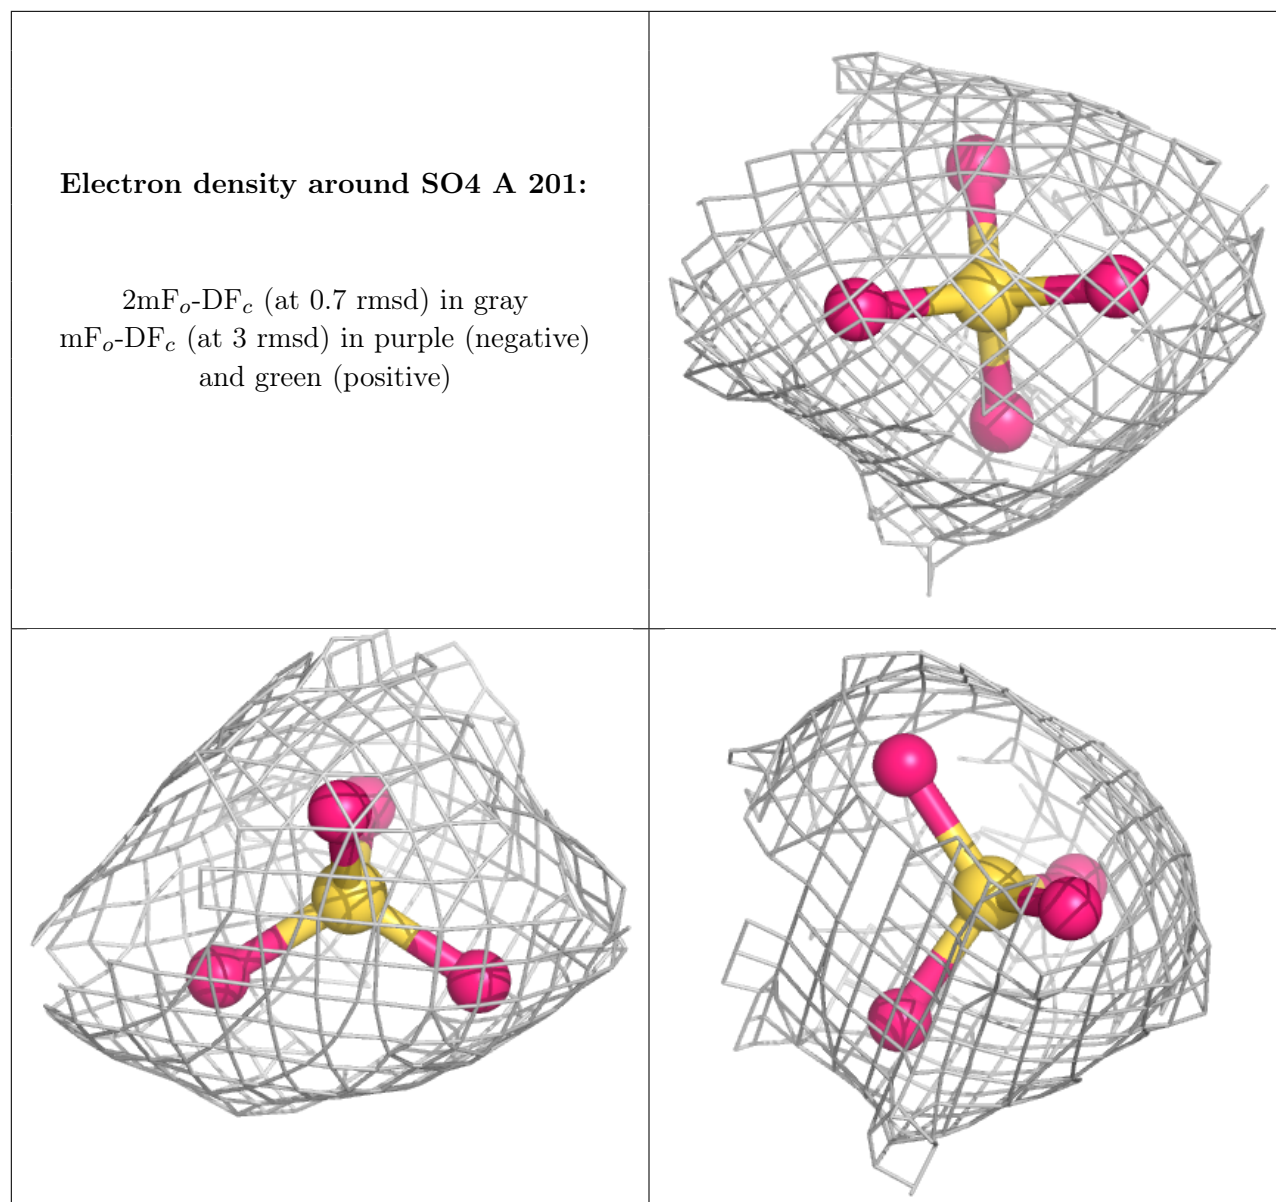 Electron density around SO4 A 201:
2mFo-DFc (at 0.7 rmsd) in gray
mFo-DFc (at 3 rmsd) in purple (negative)
and green (positive)